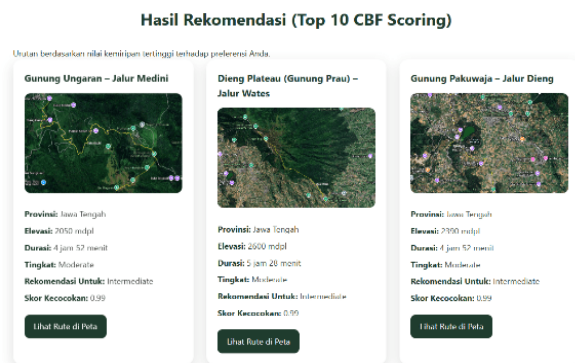 Hasil Rekomendasi (Top 10 CBF Scoring)
Urutan berdasarkan nilai kemiripan tertinggi terhadap preferensi Anda.
Gunung Ungaran – Jalur Medini
Provinsi: Jawa Tengah
Elevasi: 2050 mdpl
Durasi: 4 jam 52 menit
Tingkat: Moderate
Rekomendasi Untuk: Intermediate
Skor Kecocokan: 0.99
Lihat Rute di Peta
Dieng Plateau (Gunung Prau) –
Jalur Wates
Provinsi: Jawa Tengah
Elevasi: 2600 mdpl
Durasi: 5 jam 28 menit
Tingkat: Moderate
Rekomendasi Untuk: Intermediate
Skor Kecocokan: 0.99
Lihat Rute di Peta
Gunung Pakuwaja – Jalur Dieng
Provinsi: Jawa Tengah
Elevasi: 2390 mdpl
Durasi: 4 jam 52 menit
Tingkat: Moderate
Rekomendasi Untuk: Intermediate
Skor Kecocokan: 0.99
Lihat Rute di Peta